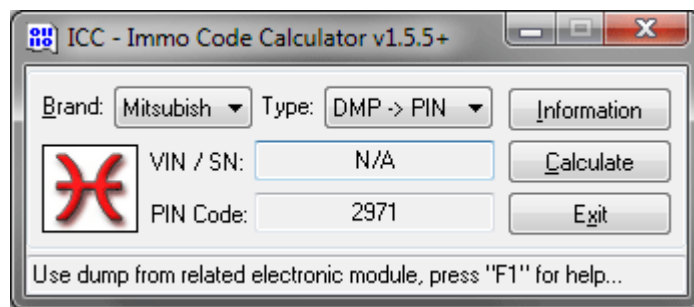 ICC - Immo Code Calculator v1.5.5+
Brand: Mitsubish Type: DMP -> PIN Information
VIN / SN: N/A Calculate
PIN Code: 2971 Exit
Use dump from related electronic module, press "F1" for help...